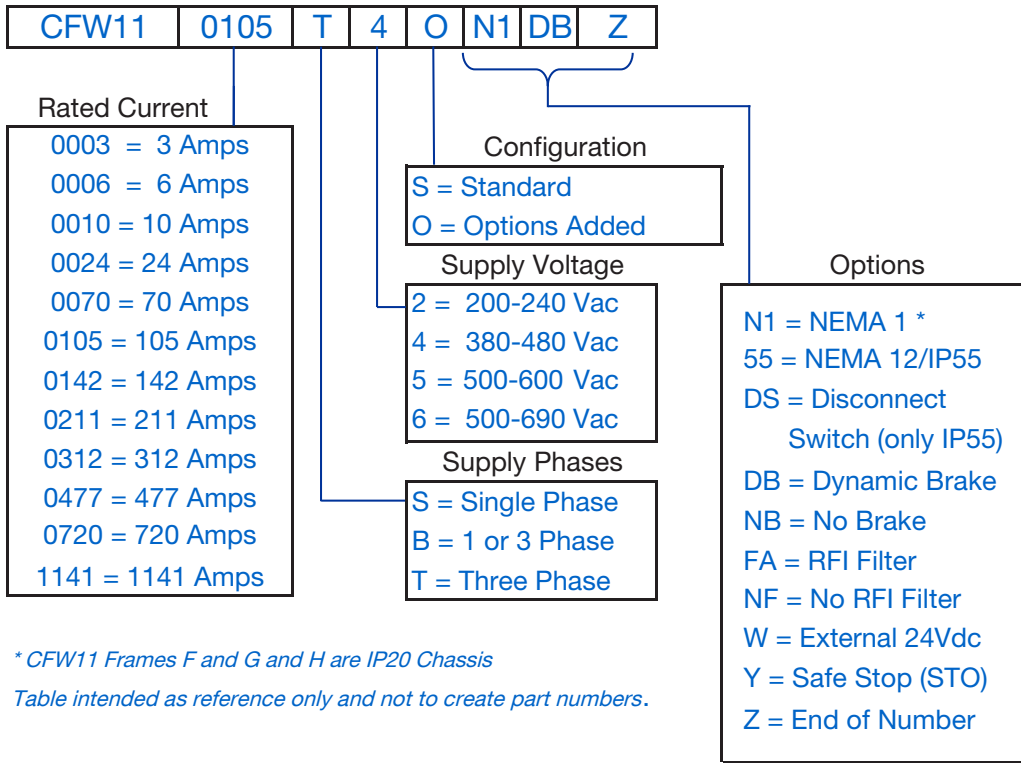 CFW11 0105 T 4 O N1 DB Z
Rated Current
0003 = 3 Amps
0006 = 6 Amps
0010 = 10 Amps
0024 = 24 Amps
0070 = 70 Amps
0105 = 105 Amps
0142 = 142 Amps
0211 = 211 Amps
0312 = 312 Amps
0477 = 477 Amps
0720 = 720 Amps
1141 = 1141 Amps
Configuration
S = Standard
O = Options Added
Supply Voltage
2 = 200-240 Vac
4 = 380-480 Vac
5 = 500-600 Vac
6 = 500-690 Vac
Supply Phases
S = Single Phase
B = 1 or 3 Phase
T = Three Phase
Options
N1 = NEMA 1 *
55 = NEMA 12/IP55
DS = Disconnect
Switch (only IP55)
DB = Dynamic Brake
NB = No Brake
FA = RFI Filter
NF = No RFI Filter
W = External 24Vdc
Y = Safe Stop (STO)
Z = End of Number
* CFW11 Frames F and G and H are IP20 Chassis
Table intended as reference only and not to create part numbers.